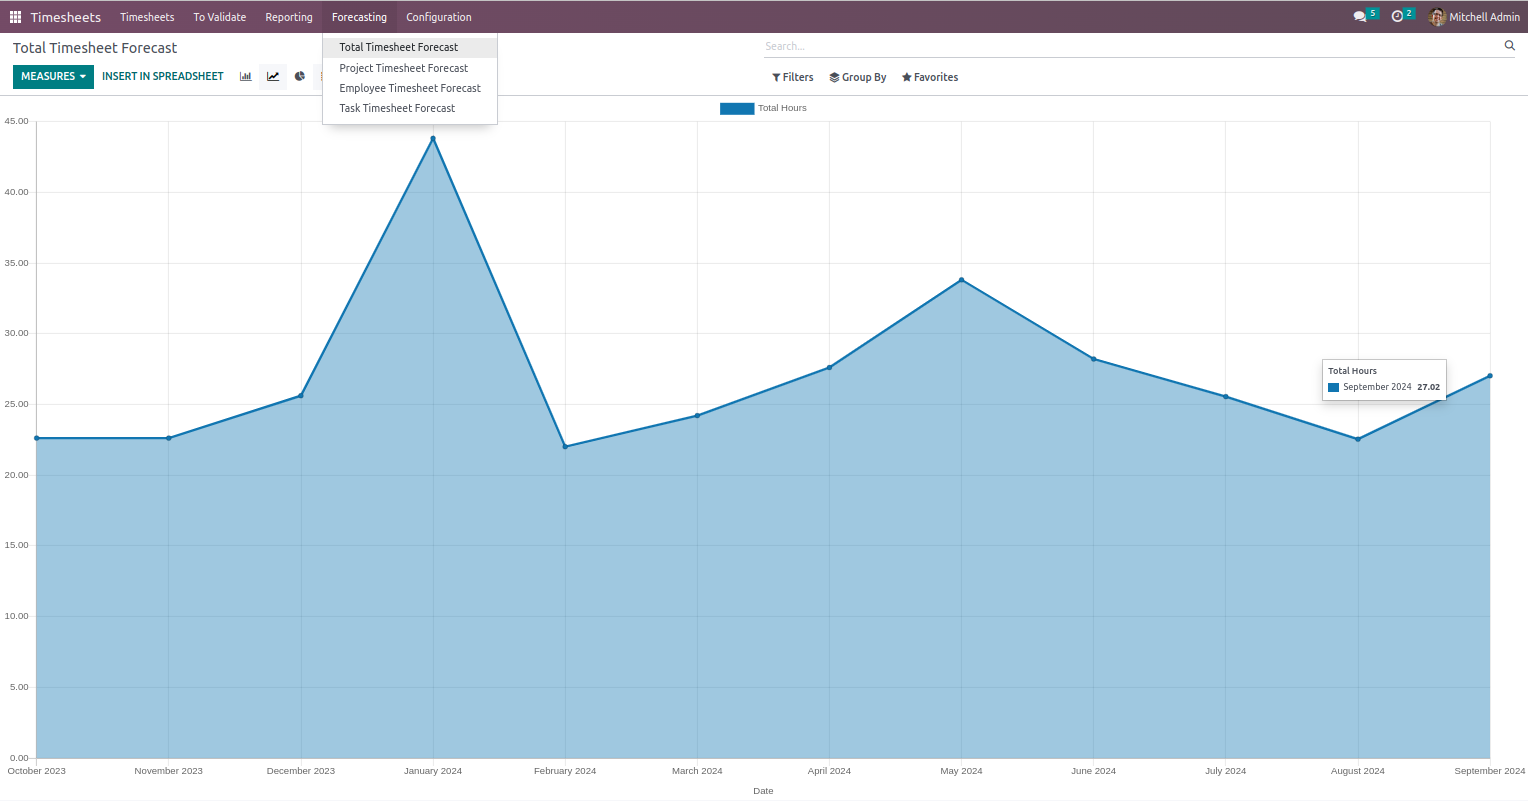 Timesheets Timesheets To Validate Reporting Forecasting Configuration 5 2 Mitchell Admin
Total Timesheet Forecast
Search...
MEASURES INSERT IN SPREADSHEET
Filters Group By Favorites
Total Timesheet Forecast
Project Timesheet Forecast
Employee Timesheet Forecast
Task Timesheet Forecast
Total Hours
45.00
40.00
35.00
30.00
25.00
20.00
15.00
10.00
5.00
0.00
Total Hours
September 2024 27.02
October 2023 November 2023 December 2023 January 2024 February 2024 March 2024 April 2024 May 2024 June 2024 July 2024 August 2024 September 2024
Date